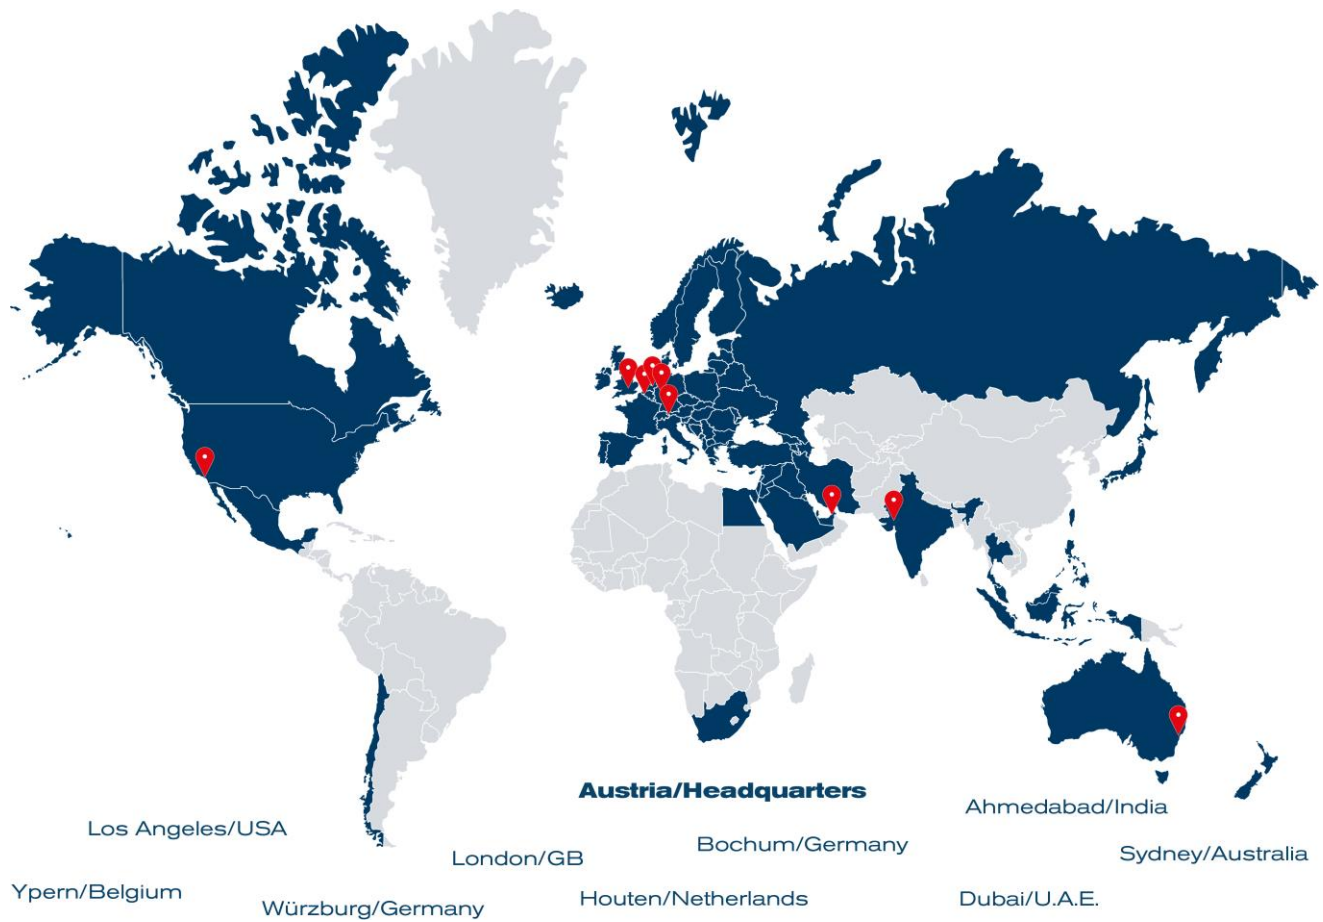 Austria/Headquarters
Ahmedabad/India
Los Angeles/USA
Bochum/Germany
London/GB
Sydney/Australia
Ypern/Belgium
Houten/Netherlands
Dubai/U.A.E.
Würzburg/Germany